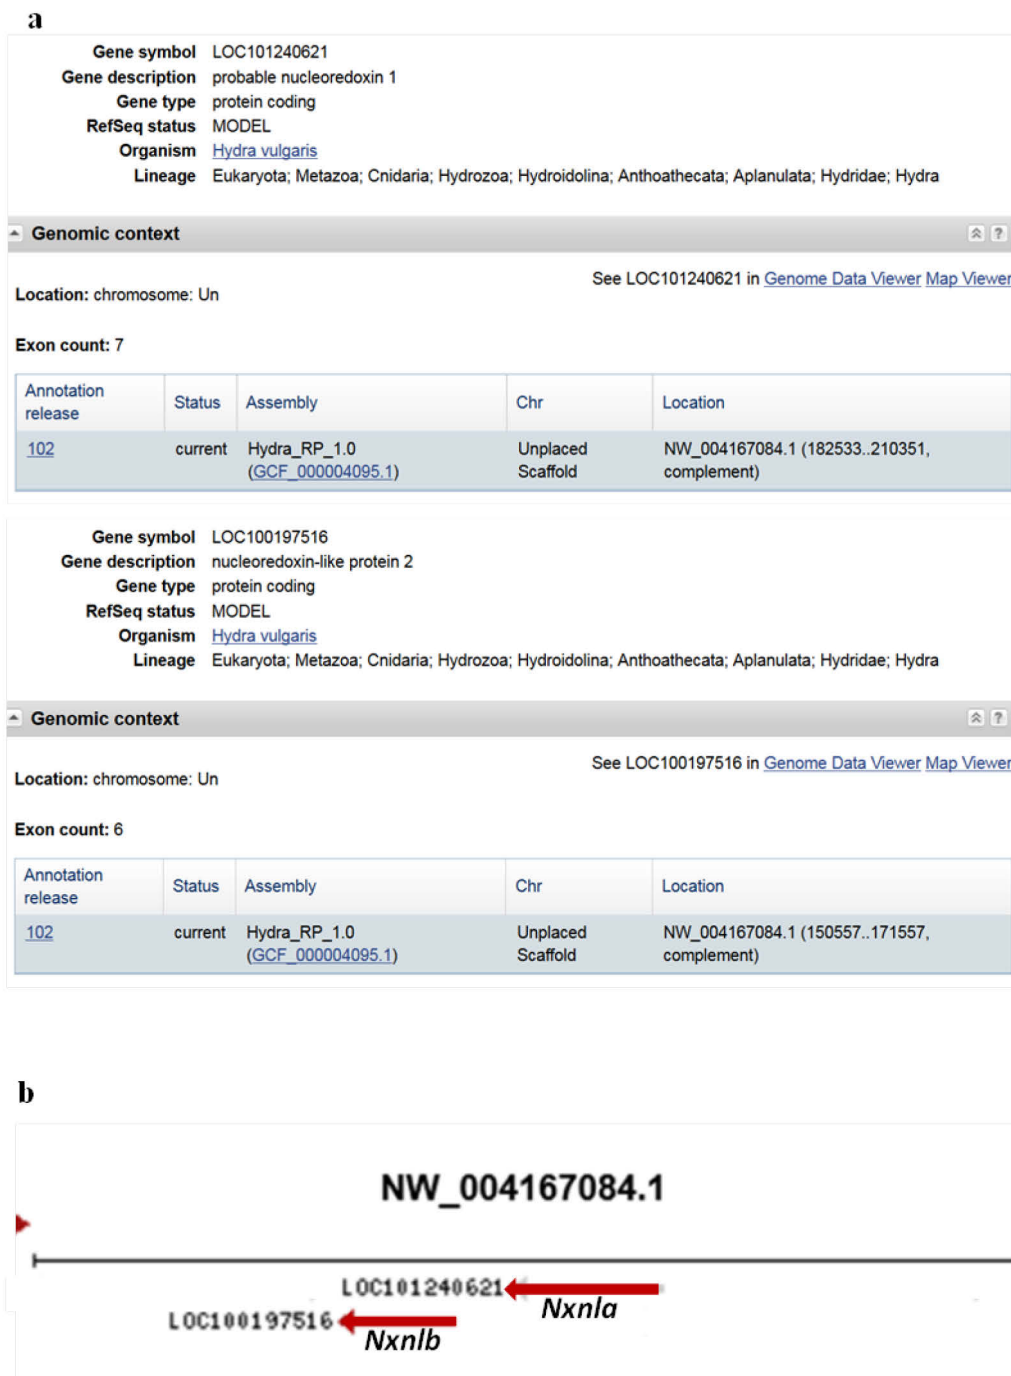 a
Gene symbol LOC101240621
Gene description probable nucleoredoxin 1
Gene type protein coding
RefSeq status MODEL
Organism Hydra vulgaris
Lineage Eukaryota; Metazoa; Cnidaria; Hydrozoa; Hydroidolina; Anthoathecata; Aplanulata; Hydridae; Hydra
Genomic context
See LOC101240621 in Genome Data Viewer Map Viewer
Location: chromosome: Un
Exon count: 7
Annotation release Status Assembly Chr Location
102 current Hydra_RP_1.0 Unplaced NW_004167084.1 (182533..210351,
(GCF_000004095.1) Scaffold complement)
Gene symbol LOC100197516
Gene description nucleoredoxin-like protein 2
Gene type protein coding
RefSeq status MODEL
Organism Hydra vulgaris
Lineage Eukaryota; Metazoa; Cnidaria; Hydrozoa; Hydroidolina; Anthoathecata; Aplanulata; Hydridae; Hydra
Genomic context
See LOC100197516 in Genome Data Viewer Map Viewer
Location: chromosome: Un
Exon count: 6
Annotation release Status Assembly Chr Location
102 current Hydra_RP_1.0 Unplaced NW_004167084.1 (150557..171557,
(GCF_000004095.1) Scaffold complement)
b
NW_004167084.1
LOC101240621 Nxnla
LOC100197516 Nxnlb